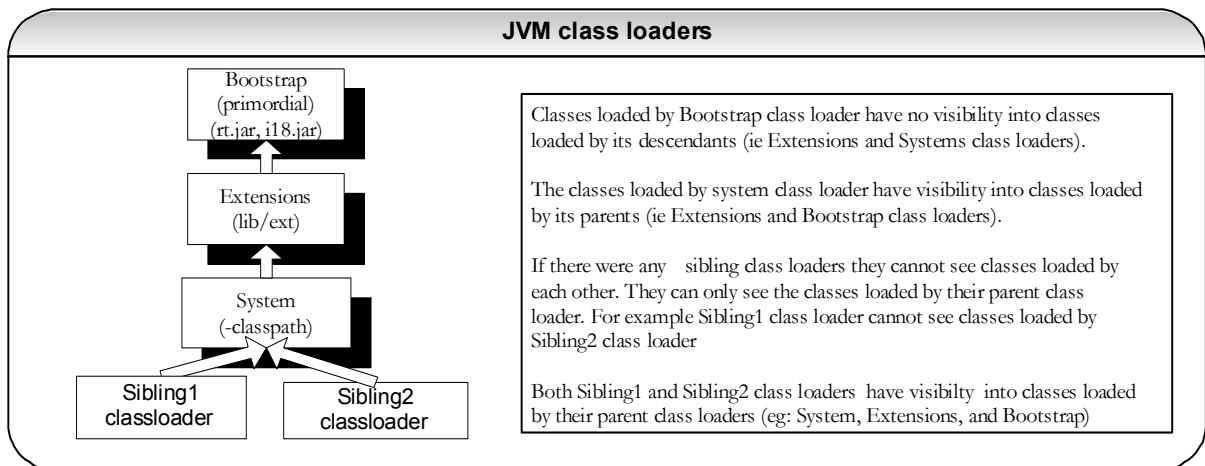 JVM class loaders
Bootstrap
(primordial)
(rt.jar, i18.jar)
Extensions
(lib/ext)
System
(-classpath)
Sibling1
classloader
Sibling2
classloader
Classes loaded by Bootstrap class loader have no visibility into classes
loaded by its descendants (ie Extensions and Systems class loaders).
The classes loaded by system class loader have visibility into classes loaded
by its parents (ie Extensions and Bootstrap class loaders).
If there were any sibling class loaders they cannot see classes loaded by
each other. They can only see the classes loaded by their parent class
loader. For example Sibling1 class loader cannot see classes loaded by
Sibling2 class loader
Both Sibling1 and Sibling2 class loaders have visibilty into classes loaded
by their parent class loaders (eg: System, Extensions, and Bootstrap)